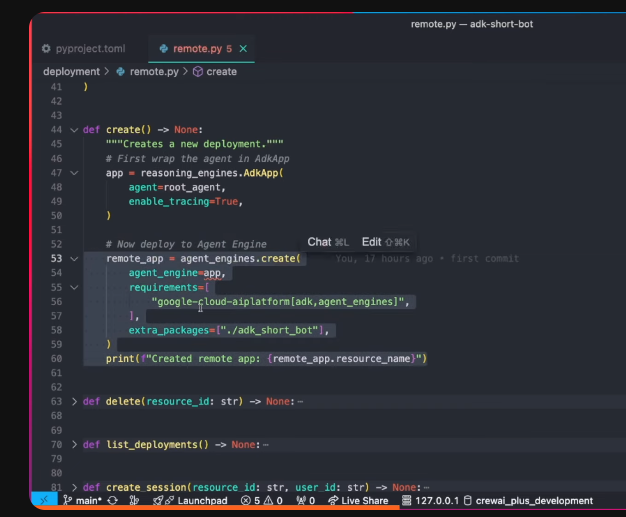 remote.py — adk-short-bot
pyproject.toml remote.py 5 ×
deployment > remote.py > create
41 )
42
43
44 def create() -> None:
45 """Creates a new deployment."""
46 # First wrap the agent in AdkApp
47 app = reasoning_engines.AdkApp(
48 agent=root_agent,
49 enable_tracing=True,
50 )
51
52 # Now deploy to Agent Engine
Chat ⌘L Edit ⇧⌘K
53 remote_app = agent_engines.create( You, 17 hours ago • first commit
54 agent_engine=app,
55 requirements=[
56 "google-cloud-aiplatform[adk,agent_engines]",
57 ],
58 extra_packages=["./adk_short_bot"],
59 )
60 print(f"Created remote app: {remote_app.resource_name}")
61
62
63 > def delete(resource_id: str) -> None: ⋯
68
69
70 > def list_deployments() -> None: ⋯
79
80
81 > def create_session(resource_id: str, user_id: str) -> None: ⋯
main* Launchpad 5 0 0 Live Share 127.0.0.1 crewai_plus_development